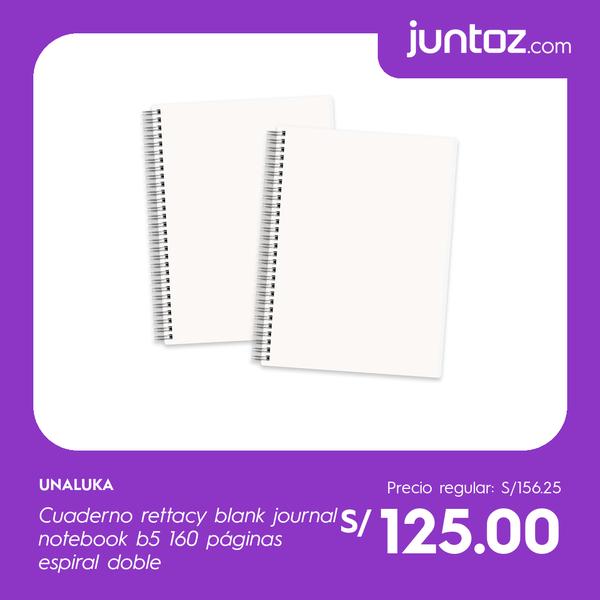 juntoz.com
UNALUKA
Cuaderno rettacy blank journal
notebook b5 160 páginas
espiral doble
Precio regular: S/156.25
S/ 125.00